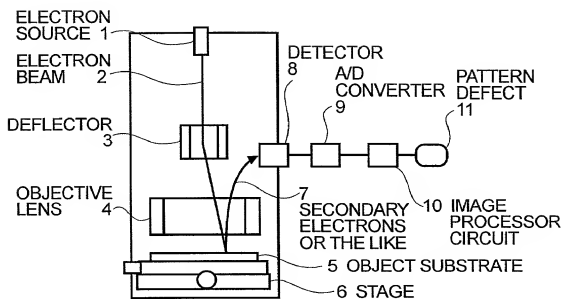 ELECTRON
SOURCE 1
ELECTRON
BEAM
2
DEFLECTOR
3
OBJECTIVE
LENS
4
DETECTOR
8
A/D
CONVERTER
9
PATTERN
DEFECT
11
7
SECONDARY
ELECTRONS
OR THE LIKE
10 IMAGE
PROCESSOR
CIRCUIT
5 OBJECT SUBSTRATE
6 STAGE